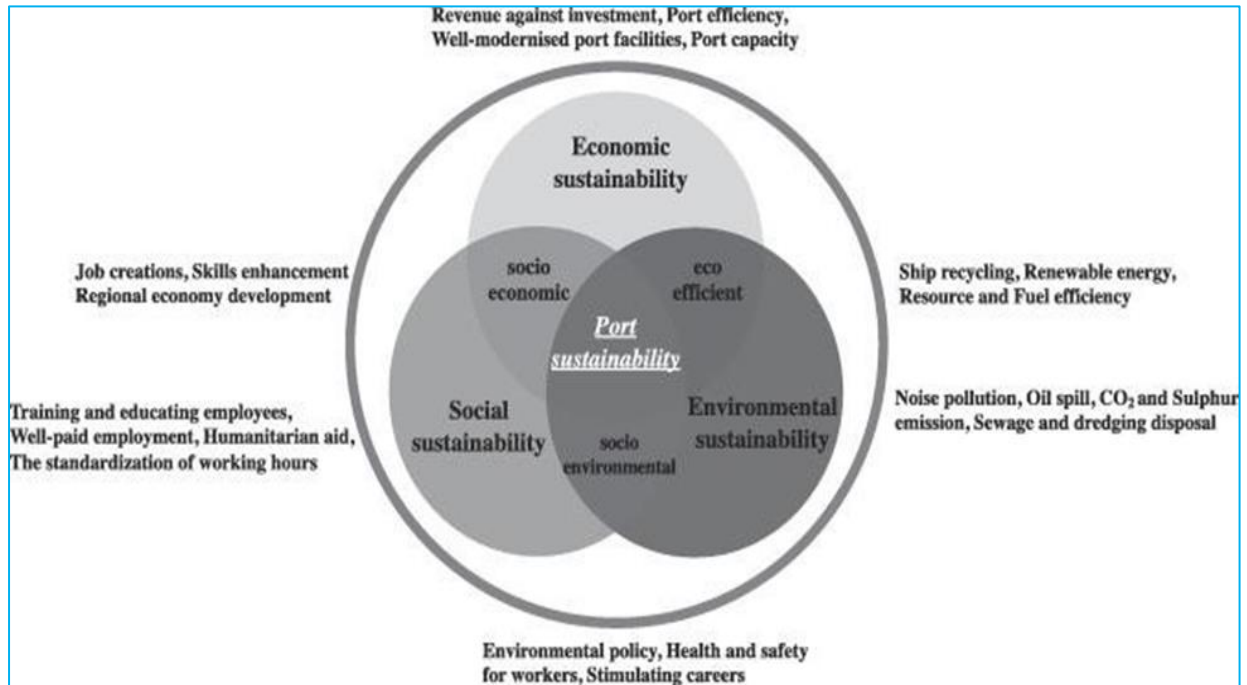 Revenue against investment, Port efficiency,
Well-modernised port facilities, Port capacity
Economic
sustainability
Job creations, Skills enhancement
Regional economy development
socio
economic
eco
efficient
Ship recycling, Renewable energy,
Resource and Fuel efficiency
Port
sustainability
Training and educating employees,
Well-paid employment, Humanitarian aid,
The standardization of working hours
Social
sustainability
Environmental
sustainability
Noise pollution, Oil spill, CO₂ and Sulphur
emission, Sewage and dredging disposal
socio
environmental
Environmental policy, Health and safety
for workers, Stimulating careers